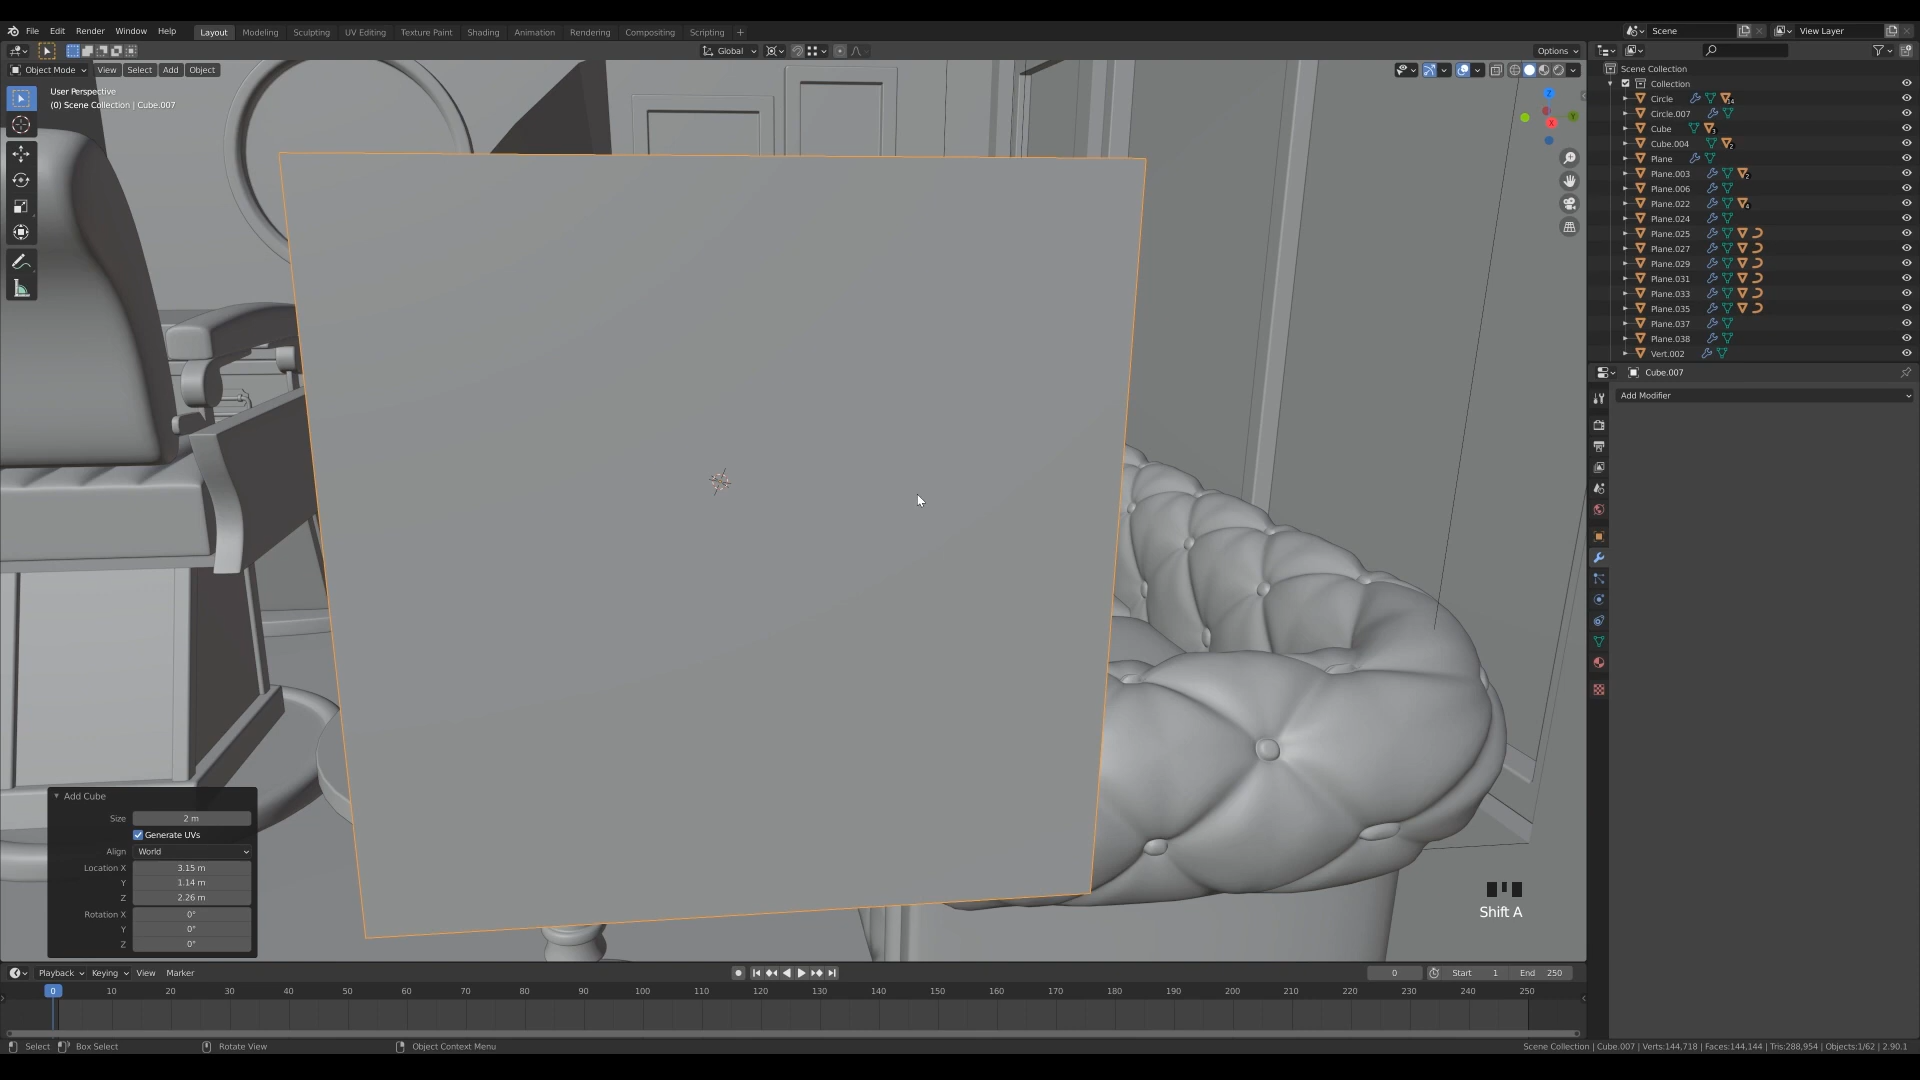 File Edit Render Window Help Layout Modeling Sculpting UV Editing Texture Paint Shading Animation Rendering Compositing Scripting + Scene View Layer
Global Options
Object Mode View Select Add Object
User Perspective
(0) Scene Collection | Cube.007
Z
Y
X
Scene Collection
Collection
Circle 14
Circle.007
Cube 3
Cube.004 2
Plane
Plane.003 2
Plane.006
Plane.022 4
Plane.024
Plane.025
Plane.027
Plane.029
Plane.031
Plane.033
Plane.035
Plane.037
Plane.038
Vert.002
Cube.007
Add Modifier
Add Cube
Size 2 m
Generate UVs
Align World
Location X 3.15 m
Y 1.14 m
Z 2.26 m
Rotation X 0°
Y 0°
Z 0°
Shift A
Playback Keying View Marker 0 Start 1 End 250
0 10 20 30 40 50 60 70 80 90 100 110 120 130 140 150 160 170 180 190 200 210 220 230 240 250
Select Box Select Rotate View Object Context Menu Scene Collection | Cube.007 | Verts:144,718 | Faces:144,144 | Tris:288,954 | Objects:1/62 | 2.90.1